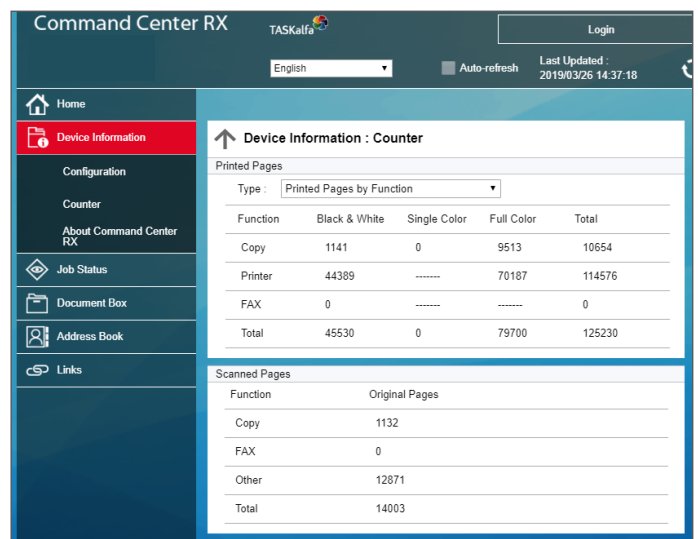 Command Center RX TASKalfa Login
English Auto-refresh Last Updated :
2019/03/26 14:37:18
Home
Device Information
Configuration
Counter
About Command Center
RX
Job Status
Document Box
Address Book
Links
Device Information : Counter
Printed Pages
Type : Printed Pages by Function
Function Black & White Single Color Full Color Total
Copy 1141 0 9513 10654
Printer 44389 ------- 70187 114576
FAX 0 ------- ------- 0
Total 45530 0 79700 125230
Scanned Pages
Function Original Pages
Copy 1132
FAX 0
Other 12871
Total 14003